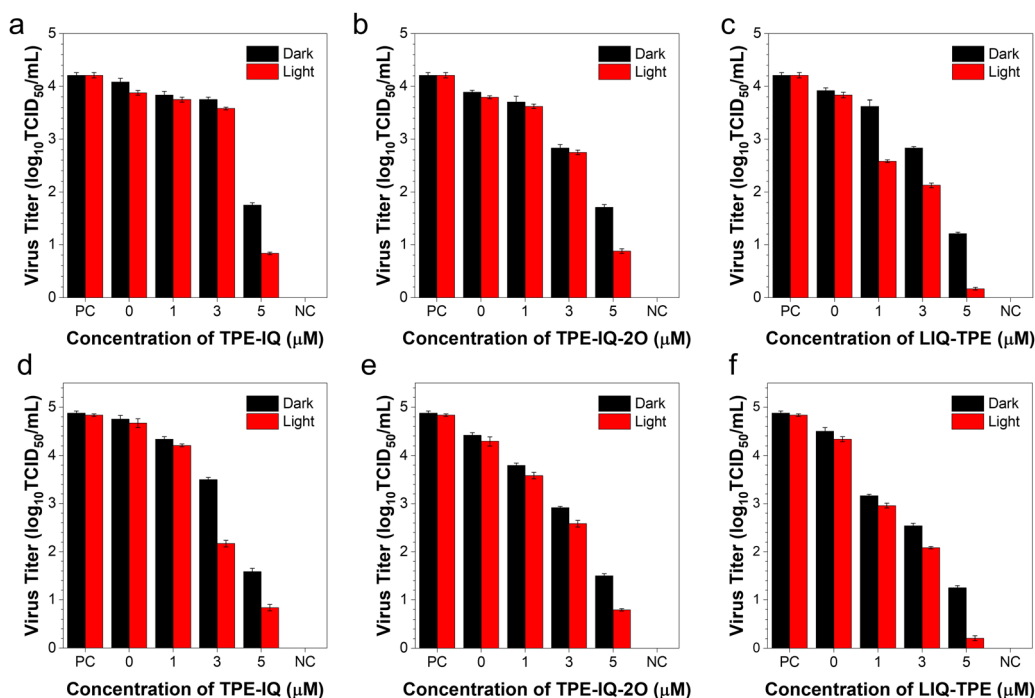 a
5
4
3
2
1
0
Virus Titer (log₁₀TCID₅₀/mL)
Dark
Light
PC 0 1 3 5 NC
Concentration of TPE-IQ (μM)
b
5
4
3
2
1
0
Virus Titer (log₁₀TCID₅₀/mL)
Dark
Light
PC 0 1 3 5 NC
Concentration of TPE-IQ-2O (μM)
c
5
4
3
2
1
0
Virus Titer (log₁₀TCID₅₀/mL)
Dark
Light
PC 0 1 3 5 NC
Concentration of LIQ-TPE (μM)
d
5
4
3
2
1
0
Virus Titer (log₁₀TCID₅₀/mL)
Dark
Light
PC 0 1 3 5 NC
Concentration of TPE-IQ (μM)
e
5
4
3
2
1
0
Virus Titer (log₁₀TCID₅₀/mL)
Dark
Light
PC 0 1 3 5 NC
Concentration of TPE-IQ-2O (μM)
f
5
4
3
2
1
0
Virus Titer (log₁₀TCID₅₀/mL)
Dark
Light
PC 0 1 3 5 NC
Concentration of LIQ-TPE (μM)